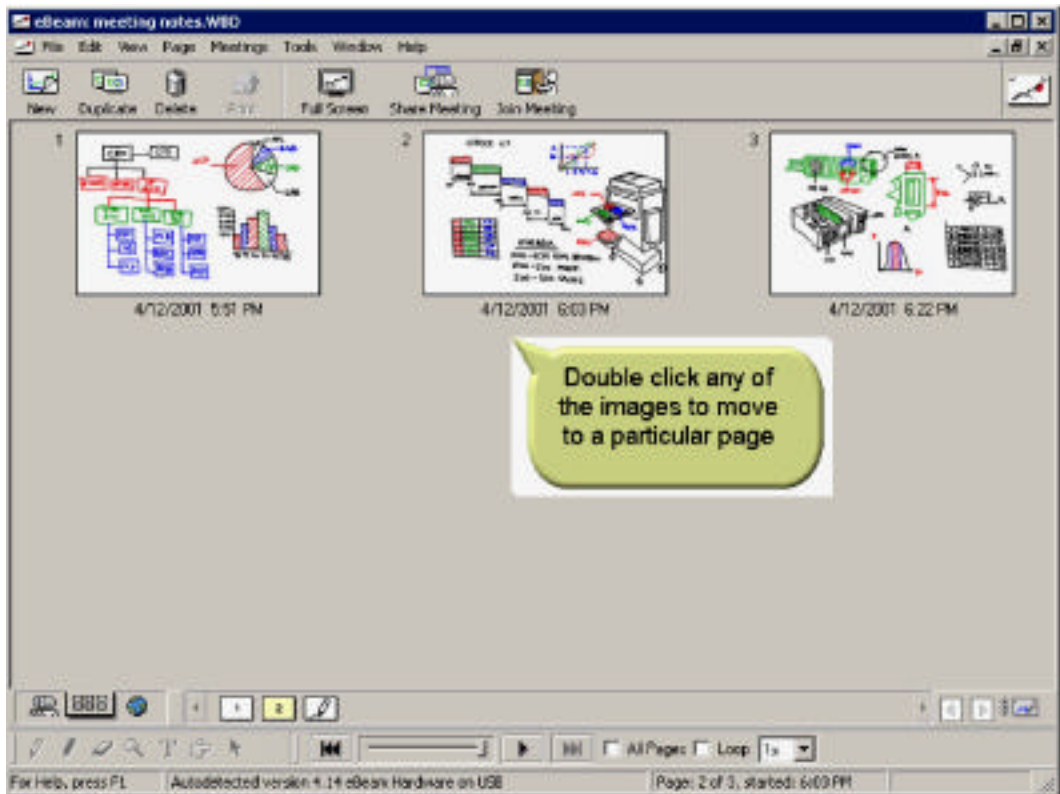 eBeam: meeting notes.WBD
File Edit View Page Meetings Tools Window Help
New Duplicate Delete Print Full Screen Share Meeting Join Meeting
1
2
3
4/12/2001 5:51 PM
4/12/2001 6:03 PM
4/12/2001 6:22 PM
Double click any of
the images to move
to a particular page
1 2
T
All Pages Loop 1x
For Help, press F1 Autodetected version 4.14 eBeam Hardware on USB Page: 2 of 3, started: 6:03 PM